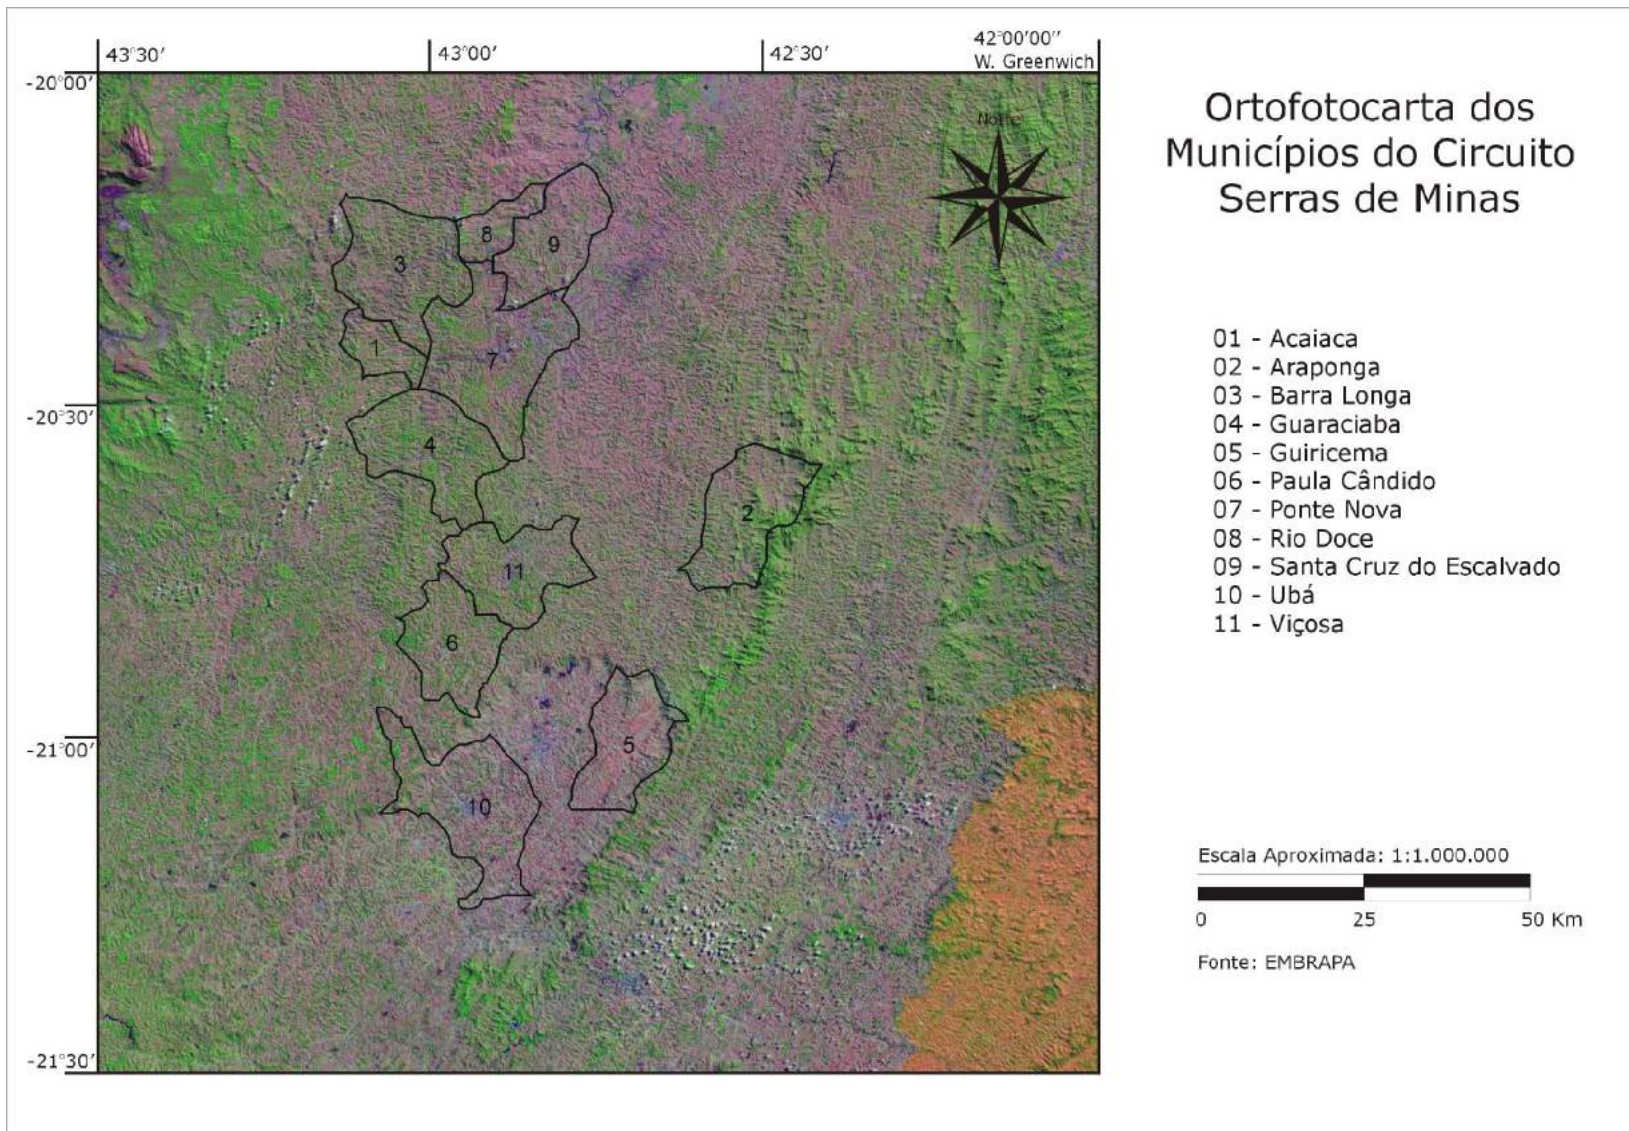 43°30'
43°00'
42°30'
42°00'00"
W. Greenwich
-20°00'
-20°30'
-21°00'
-21°30'
Norte
8
9
3
1
7
4
2
11
6
5
10
Ortofotocarta dos
Municípios do Circuito
Serras de Minas
01 - Acaiaca
02 - Araponga
03 - Barra Longa
04 - Guaraciaba
05 - Guiricema
06 - Paula Cândido
07 - Ponte Nova
08 - Rio Doce
09 - Santa Cruz do Escalvado
10 - Ubá
11 - Viçosa
Escala Aproximada: 1:1.000.000
0 25 50 Km
Fonte: EMBRAPA